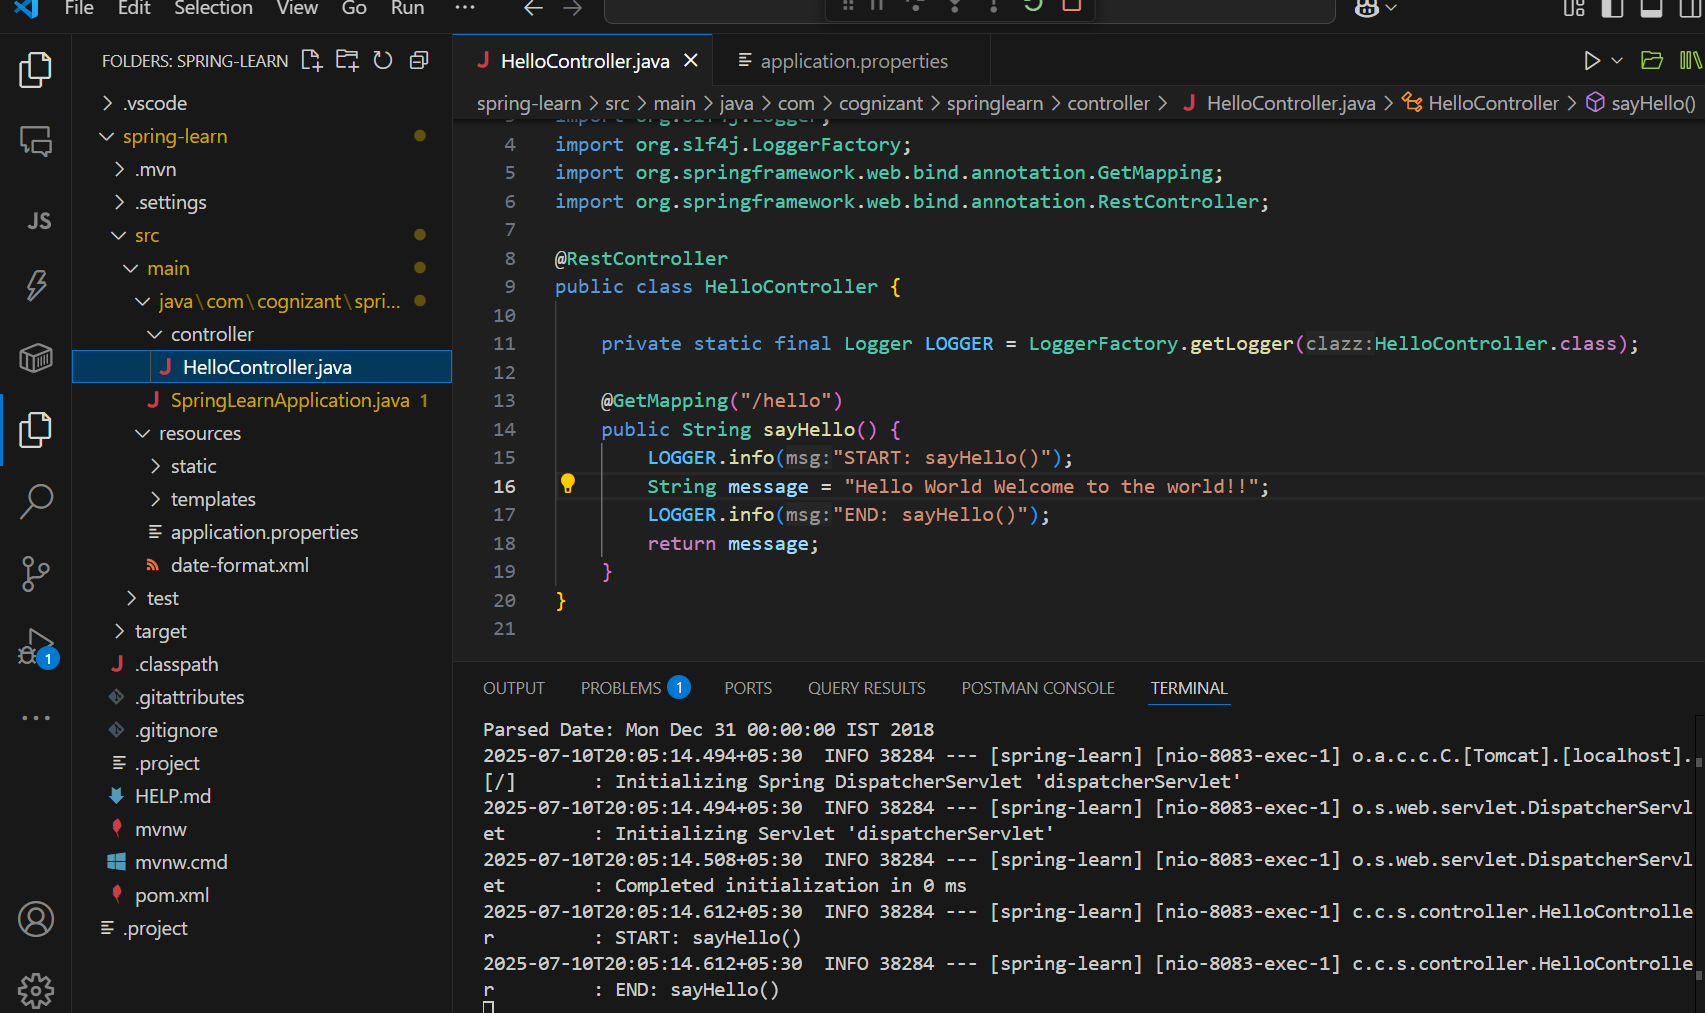 File Edit Selection View Go Run ···
FOLDERS: SPRING-LEARN
.vscode
spring-learn
.mvn
.settings
src
main
java\com\cognizant\spri...
controller
HelloController.java
SpringLearnApplication.java 1
resources
static
templates
application.properties
date-format.xml
test
target
.classpath
.gitattributes
.gitignore
.project
HELP.md
mvnw
mvnw.cmd
pom.xml
.project
JS
1
HelloController.java
application.properties
spring-learn > src > main > java > com > cognizant > springlearn > controller > HelloController.java > HelloController > sayHello()
3 import org.slf4j.Logger;
4 import org.slf4j.LoggerFactory;
5 import org.springframework.web.bind.annotation.GetMapping;
6 import org.springframework.web.bind.annotation.RestController;
7
8 @RestController
9 public class HelloController {
10
11 private static final Logger LOGGER = LoggerFactory.getLogger(clazz:HelloController.class);
12
13 @GetMapping("/hello")
14 public String sayHello() {
15 LOGGER.info(msg:"START: sayHello()");
16 String message = "Hello World Welcome to the world!!";
17 LOGGER.info(msg:"END: sayHello()");
18 return message;
19 }
20 }
21
OUTPUT PROBLEMS 1 PORTS QUERY RESULTS POSTMAN CONSOLE TERMINAL
Parsed Date: Mon Dec 31 00:00:00 IST 2018
2025-07-10T20:05:14.494+05:30  INFO 38284 --- [spring-learn] [nio-8083-exec-1] o.a.c.c.C.[Tomcat].[localhost].
[/]       : Initializing Spring DispatcherServlet 'dispatcherServlet'
2025-07-10T20:05:14.494+05:30  INFO 38284 --- [spring-learn] [nio-8083-exec-1] o.s.web.servlet.DispatcherServl
et        : Initializing Servlet 'dispatcherServlet'
2025-07-10T20:05:14.508+05:30  INFO 38284 --- [spring-learn] [nio-8083-exec-1] o.s.web.servlet.DispatcherServl
et        : Completed initialization in 0 ms
2025-07-10T20:05:14.612+05:30  INFO 38284 --- [spring-learn] [nio-8083-exec-1] c.c.s.controller.HelloControlle
r         : START: sayHello()
2025-07-10T20:05:14.612+05:30  INFO 38284 --- [spring-learn] [nio-8083-exec-1] c.c.s.controller.HelloControlle
r         : END: sayHello()